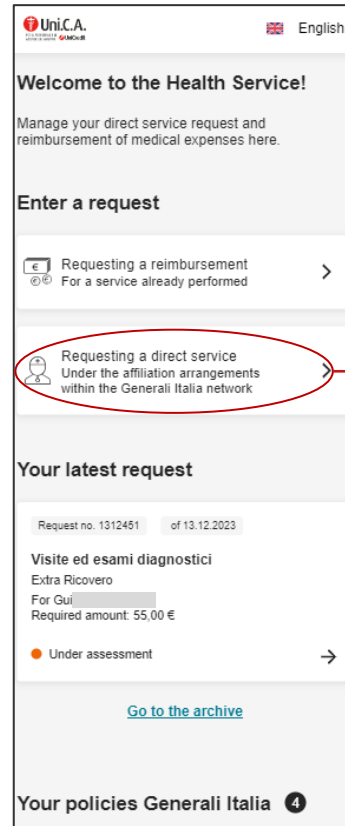 Uni.C.A.
UniCredit
English
Welcome to the Health Service!
Manage your direct service request and
reimbursement of medical expenses here.
Enter a request
Requesting a reimbursement
For a service already performed
Requesting a direct service
Under the affiliation arrangements
within the Generali Italia network
Your latest request
Request no. 1312451 of 13.12.2023
Visite ed esami diagnostici
Extra Ricovero
For Gui
Required amount: 55,00 €
Under assessment
Go to the archive
Your policies Generali Italia 4